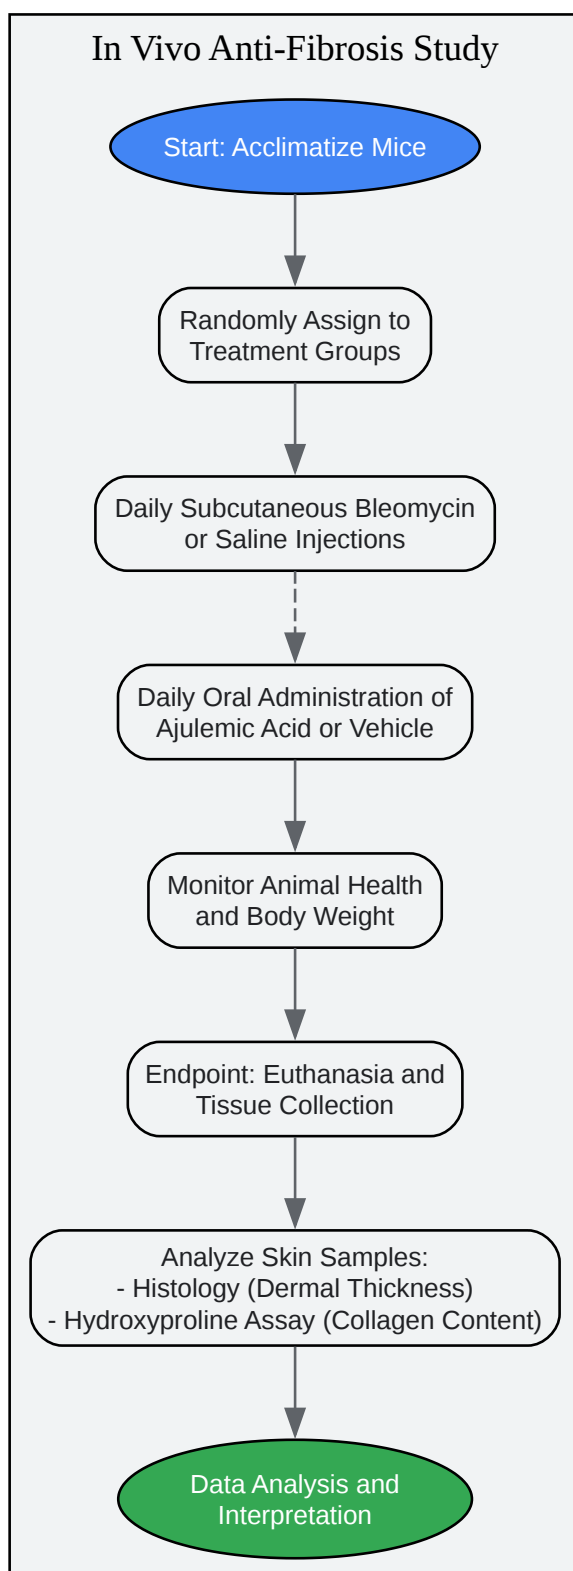 In Vivo Anti-Fibrosis Study
Start: Acclimatize Mice
Randomly Assign to
Treatment Groups
Daily Subcutaneous Bleomycin
or Saline Injections
Daily Oral Administration of
Ajulemic Acid or Vehicle
Monitor Animal Health
and Body Weight
Endpoint: Euthanasia and
Tissue Collection
Analyze Skin Samples:
- Histology (Dermal Thickness)
- Hydroxyproline Assay (Collagen Content)
Data Analysis and
Interpretation